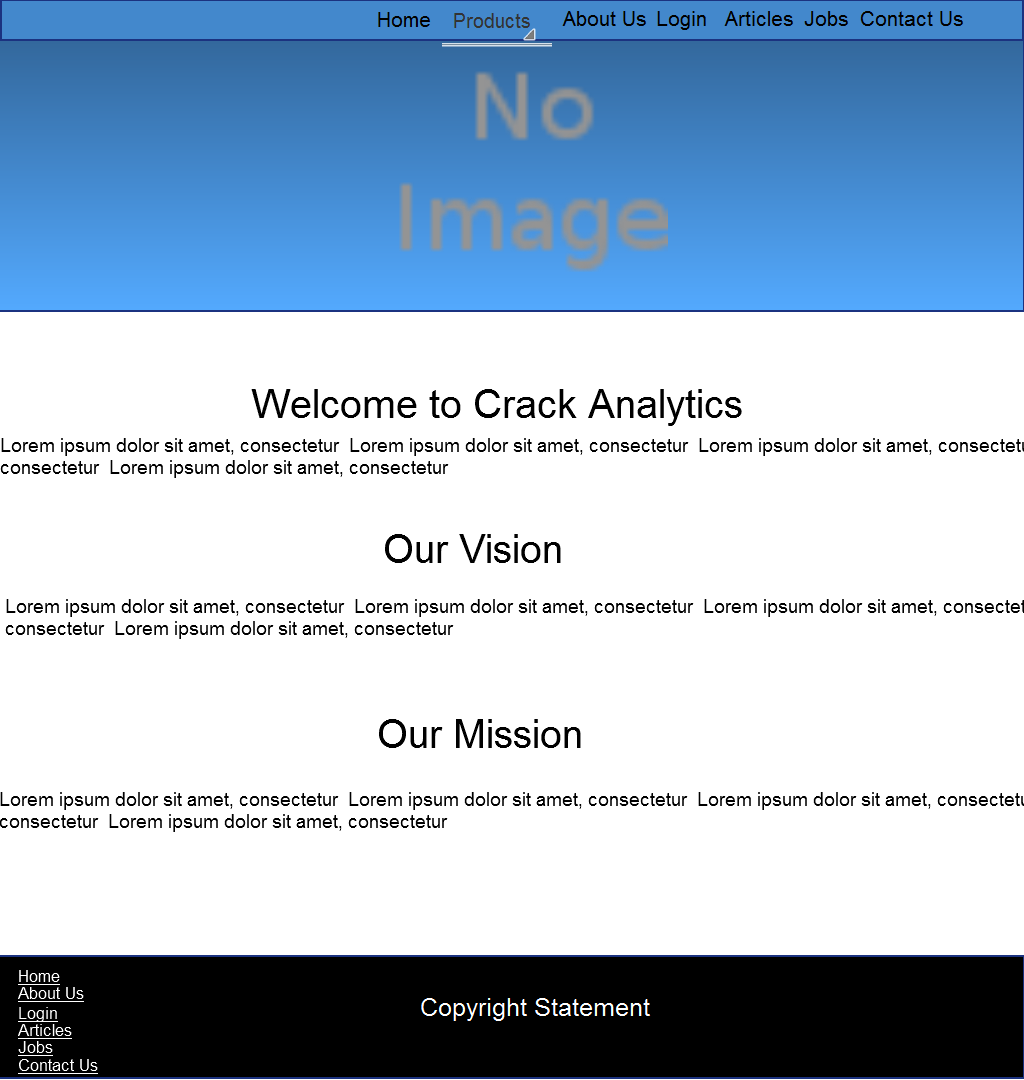 Home Products About Us Login Articles Jobs Contact Us
No
Image
Welcome to Crack Analytics
Lorem ipsum dolor sit amet, consectetur Lorem ipsum dolor sit amet, consectetur Lorem ipsum dolor sit amet, consectetu
consectetur Lorem ipsum dolor sit amet, consectetur
Our Vision
Lorem ipsum dolor sit amet, consectetur Lorem ipsum dolor sit amet, consectetur Lorem ipsum dolor sit amet, consectet
consectetur Lorem ipsum dolor sit amet, consectetur
Our Mission
Lorem ipsum dolor sit amet, consectetur Lorem ipsum dolor sit amet, consectetur Lorem ipsum dolor sit amet, consectetu
consectetur Lorem ipsum dolor sit amet, consectetur
Home
About Us
Login
Articles
Jobs
Contact Us
Copyright Statement